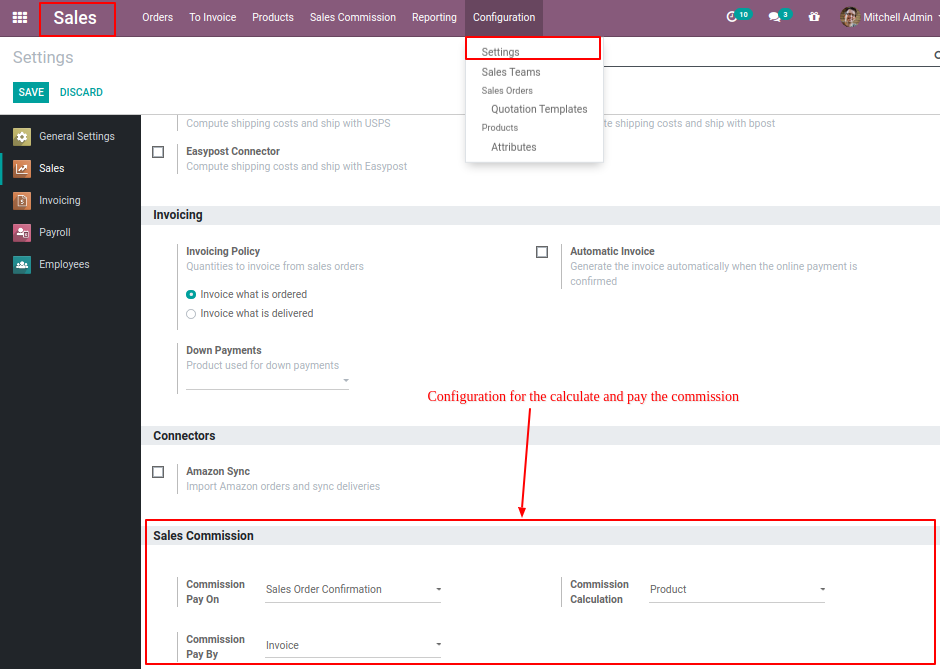 Sales Orders To Invoice Products Sales Commission Reporting Configuration 10 3 Mitchell Admin
Settings
Settings
Sales Teams
Sales Orders
Quotation Templates
Products
Attributes
SAVE DISCARD
General Settings
Sales
Invoicing
Payroll
Employees
Compute shipping costs and ship with USPS
te shipping costs and ship with bpost
Easypost Connector
Compute shipping costs and ship with Easypost
Invoicing
Invoicing Policy
Quantities to invoice from sales orders
Invoice what is ordered
Invoice what is delivered
Automatic Invoice
Generate the invoice automatically when the online payment is
confirmed
Down Payments
Product used for down payments
Configuration for the calculate and pay the commission
Connectors
Amazon Sync
Import Amazon orders and sync deliveries
Sales Commission
Commission
Pay On
Sales Order Confirmation
Commission
Calculation
Product
Commission
Pay By
Invoice